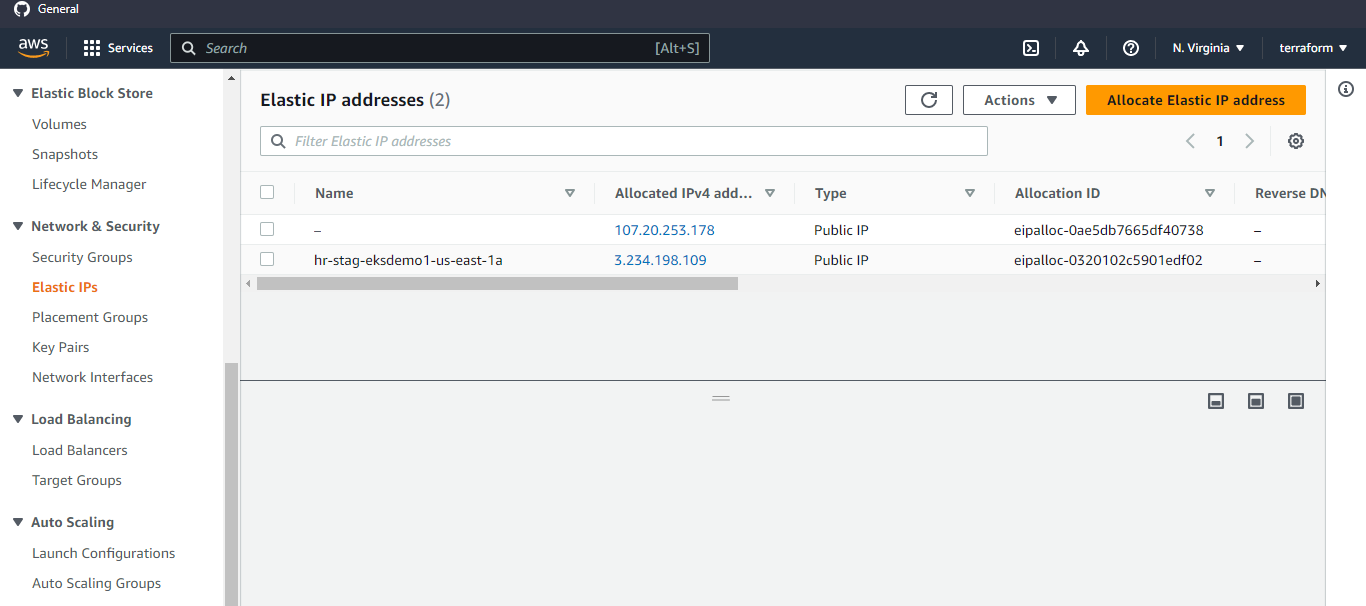 General
aws
Services
Search
[Alt+S]
N. Virginia
terraform
Elastic Block Store
Volumes
Snapshots
Lifecycle Manager
Network & Security
Security Groups
Elastic IPs
Placement Groups
Key Pairs
Network Interfaces
Load Balancing
Load Balancers
Target Groups
Auto Scaling
Launch Configurations
Auto Scaling Groups
Elastic IP addresses (2)
Actions
Allocate Elastic IP address
Filter Elastic IP addresses
1
Name Allocated IPv4 add... Type Allocation ID Reverse DN
– 107.20.253.178 Public IP eipalloc-0ae5db7665df40738 –
hr-stag-eksdemo1-us-east-1a 3.234.198.109 Public IP eipalloc-0320102c5901edf02 –